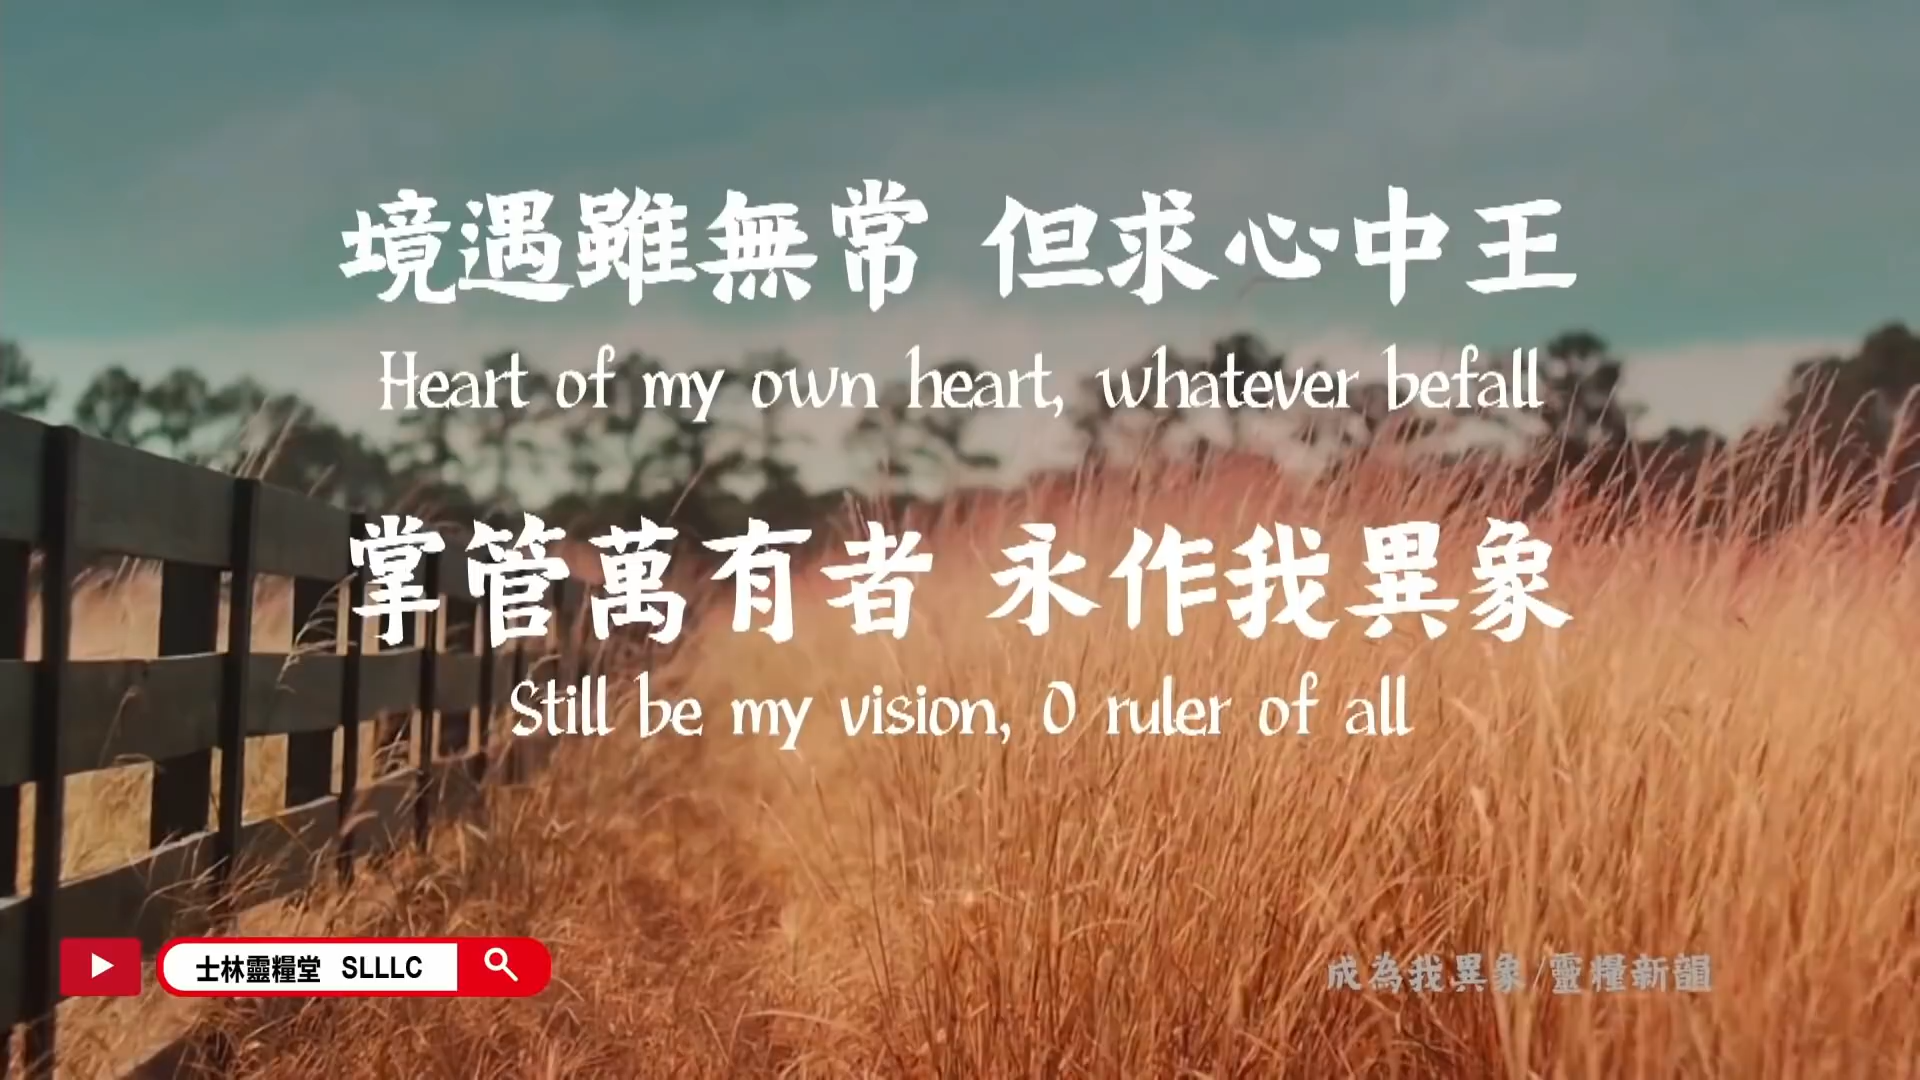 境遇雖無常 但求心中王
Heart of my own heart, whatever befall
掌管萬有者 永作我異象
Still be my vision, O ruler of all
士林靈糧堂 SLLLC
成為我異象/靈糧新韻